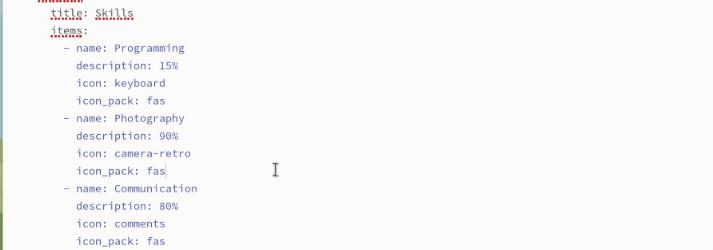 title: Skills
items:
- name: Programming
description: 15%
icon: keyboard
icon_pack: fas
- name: Photography
description: 90%
icon: camera-retro
icon_pack: fas
- name: Communication
description: 80%
icon: comments
icon_pack: fas